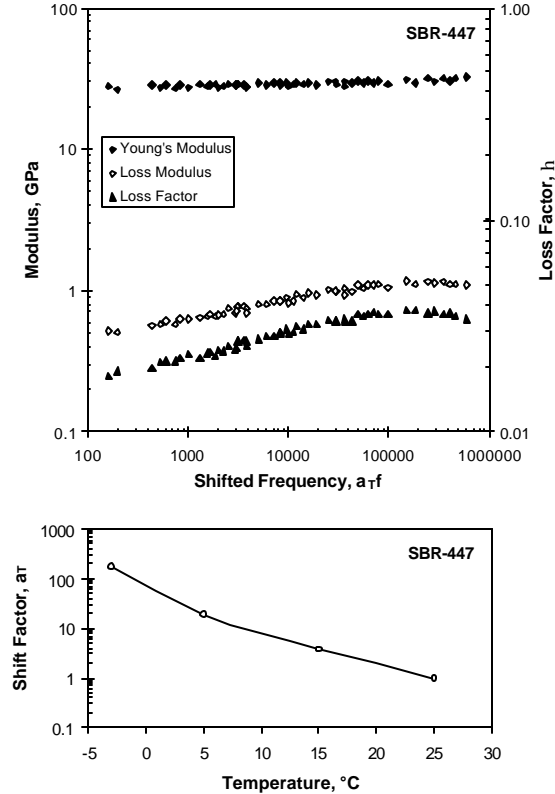 100
SBR-447
1.00
Young's Modulus
Loss Modulus
Loss Factor
10
0.10
1
0.1
0.01
Modulus, GPa
Loss Factor, h
100
1000
10000
100000
1000000
Shifted Frequency, aTf
1000
SBR-447
100
10
1
0.1
Shift Factor, aT
-5
0
5
10
15
20
25
30
Temperature, °C